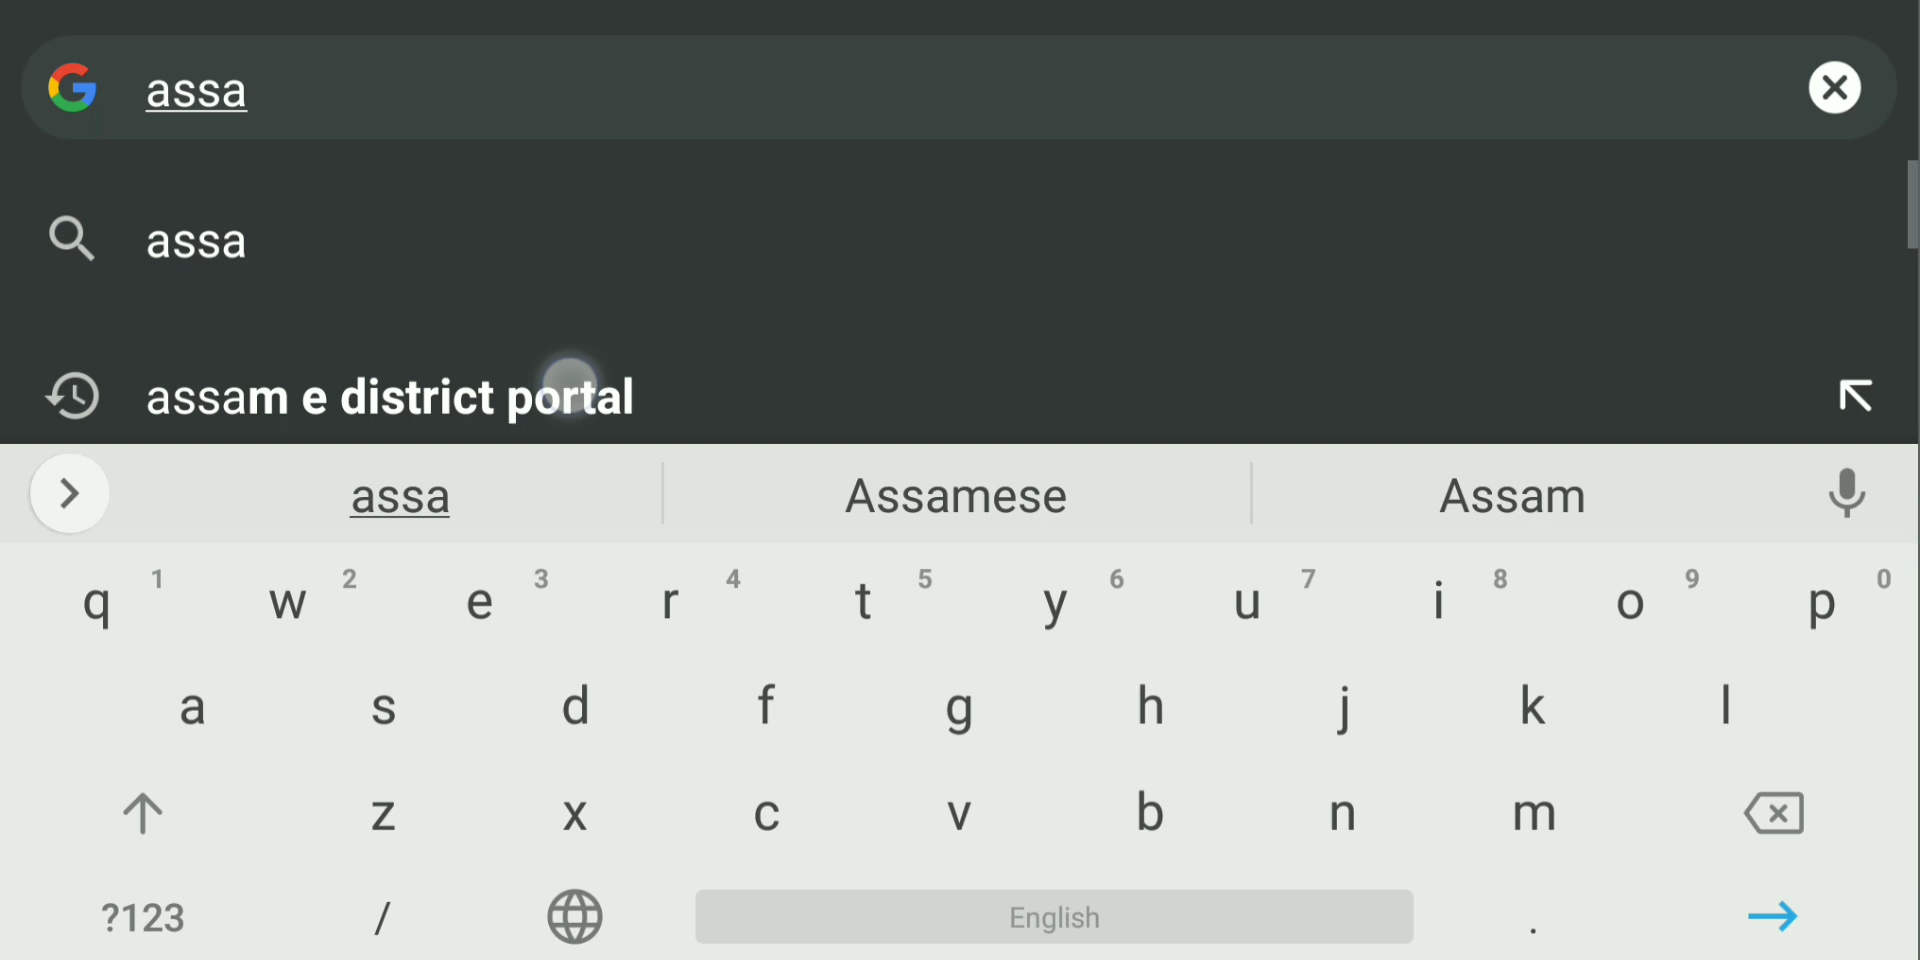 assa
assa
assam e district portal
assa Assamese Assam
q 1 w 2 e 3 r 4 t 5 y 6 u 7 i 8 o 9 p 0
a s d f g h j k l
z x c v b n m
?123 / English .